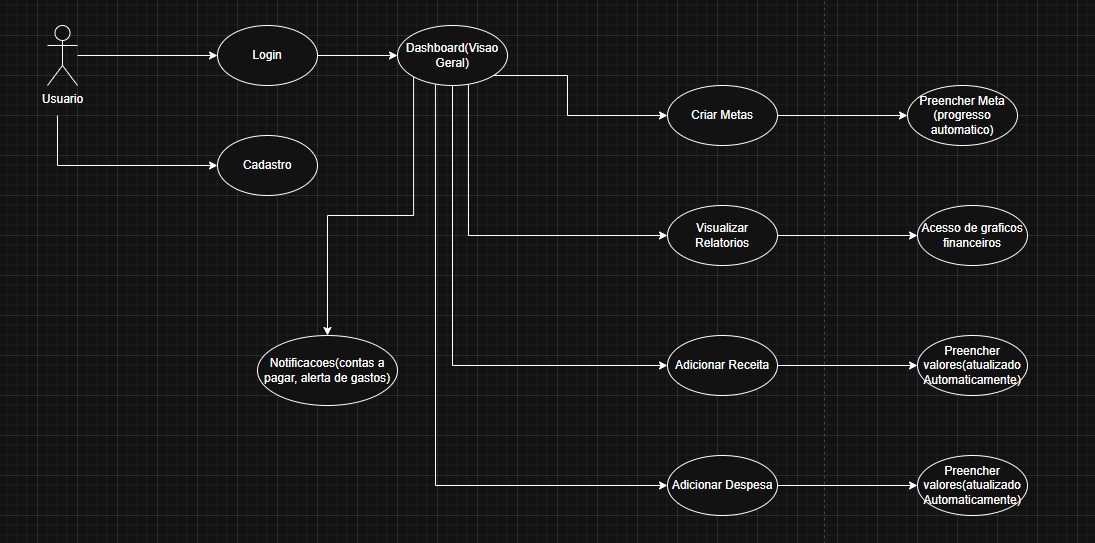 Login
Dashboard(Visao
Geral)
Usuario
Criar Metas
Preencher Meta
(progresso
automatico)
Cadastro
Visualizar
Relatorios
Acesso de graficos
financeiros
Notificacoes(contas a
pagar, alerta de gastos)
Adicionar Receita
Preencher
valores(atualizado
Automaticamente)
Adicionar Despesa
Preencher
valores(atualizado
Automaticamente)